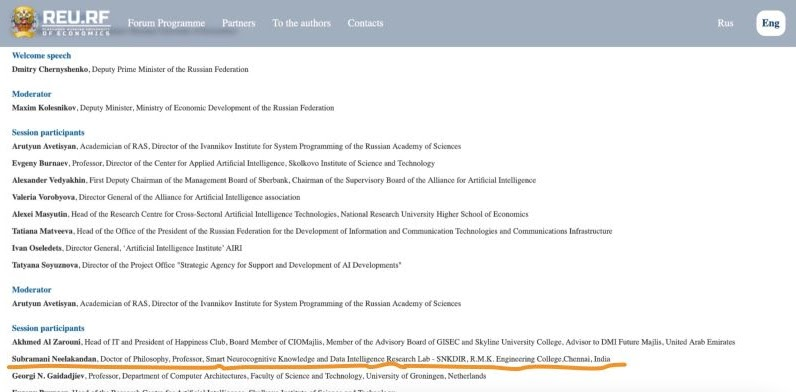 REU.RF
OF ECONOMICS
Forum Programme Partners To the authors Contacts Rus Eng
Welcome speech
Dmitry Chernyshenko, Deputy Prime Minister of the Russian Federation
Moderator
Maxim Kolesnikov, Deputy Minister, Ministry of Economic Development of the Russian Federation
Session participants
Arutyun Avetisyan, Academician of RAS, Director of the Ivannikov Institute for System Programming of the Russian Academy of Sciences
Evgeny Burnaev, Professor, Director of the Center for Applied Artificial Intelligence, Skolkovo Institute of Science and Technology
Alexander Vedyakhin, First Deputy Chairman of the Management Board of Sberbank, Chairman of the Supervisory Board of the Alliance for Artificial Intelligence
Valeria Vorobyova, Director General of the Alliance for Artificial Intelligence association
Alexei Masyutin, Head of the Research Centre for Cross-Sectoral Artificial Intelligence Technologies, National Research University Higher School of Economics
Tatiana Matveeva, Head of the Office of the President of the Russian Federation for the Development of Information and Communication Technologies and Communications Infrastructure
Ivan Oseledets, Director General, 'Artificial Intelligence Institute' AIRI
Tatyana Soyuznova, Director of the Project Office "Strategic Agency for Support and Development of AI Developments"
Moderator
Arutyun Avetisyan, Academician of RAS, Director of the Ivannikov Institute for System Programming of the Russian Academy of Sciences
Session participants
Akhmed Al Zarouni, Head of IT and President of Happiness Club, Board Member of CIOMajlis, Member of the Advisory Board of GISEC and Skyline University College, Advisor to DMI Future Majlis, United Arab Emirates
Subramani Neelakandan, Doctor of Philosophy, Professor, Smart Neurocognitive Knowledge and Data Intelligence Research Lab - SNKDIR, R.M.K. Engineering College,Chennai, India
Georgi N. Gaidadjiev, Professor, Department of Computer Architectures, Faculty of Science and Technology, University of Groningen, Netherlands